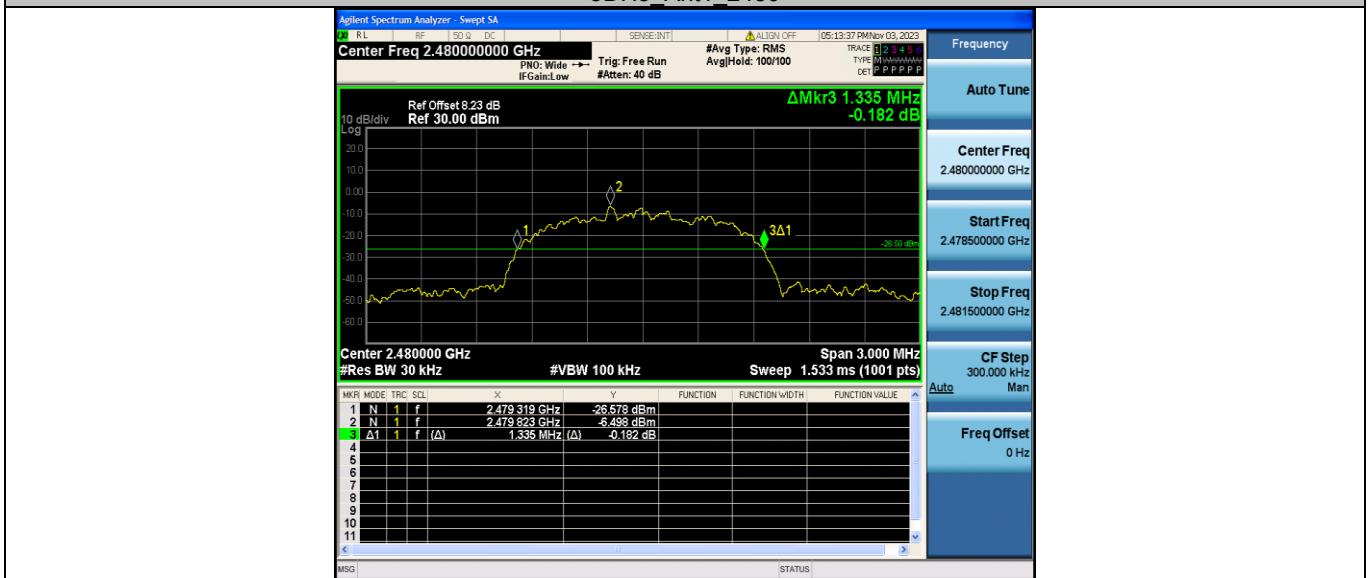 Agilent Spectrum Analyzer - Swept SA
RL RF 50 Ω DC SENSE:INT ALIGN OFF 05:13:37 PM Nov 03, 2023
Center Freq 2.480000000 GHz
PNO: Wide
IFGain:Low
Trig: Free Run
#Atten: 40 dB
#Avg Type: RMS
Avg|Hold: 100/100
TRACE 1 2 3 4 5 6
TYPE M
DET P P P P P P
Frequency
ΔMkr3 1.335 MHz
-0.182 dB
Ref Offset 8.23 dB
10 dB/div Ref 30.00 dBm
Log
20.0
10.0
0.00
-10.0
-20.0
-30.0
-40.0
-50.0
-60.0
1
2
3Δ1
-26.50 dBm
Center 2.480000 GHz Span 3.000 MHz
#Res BW 30 kHz #VBW 100 kHz Sweep 1.533 ms (1001 pts)
MKR MODE TRC SCL X Y FUNCTION FUNCTION WIDTH FUNCTION VALUE
1 N 1 f 2.479 319 GHz -26.578 dBm
2 N 1 f 2.479 823 GHz -6.498 dBm
3 Δ1 1 f (Δ) 1.335 MHz (Δ) -0.182 dB
4
5
6
7
8
9
10
11
MSG STATUS
Auto Tune
Center Freq
2.480000000 GHz
Start Freq
2.478500000 GHz
Stop Freq
2.481500000 GHz
CF Step
300.000 kHz
Auto Man
Freq Offset
0 Hz